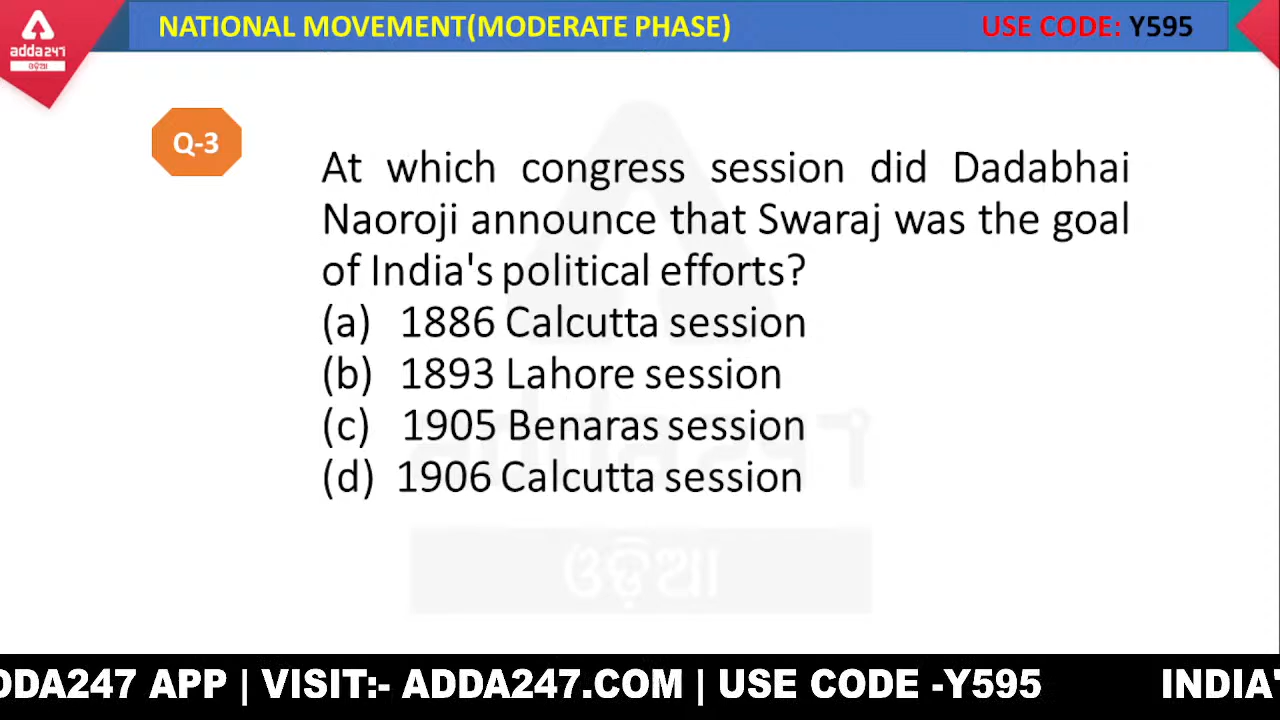 NATIONAL MOVEMENT(MODERATE PHASE)
USE CODE: Y595
adda247
ଓଡ଼ିଆ
Q-3
At which congress session did Dadabhai
Naoroji announce that Swaraj was the goal
of India's political efforts?
(a) 1886 Calcutta session
(b) 1893 Lahore session
(c) 1905 Benaras session
(d) 1906 Calcutta session
adda247
ଓଡ଼ିଆ
DDA247 APP | VISIT:- ADDA247.COM | USE CODE -Y595 INDIA'